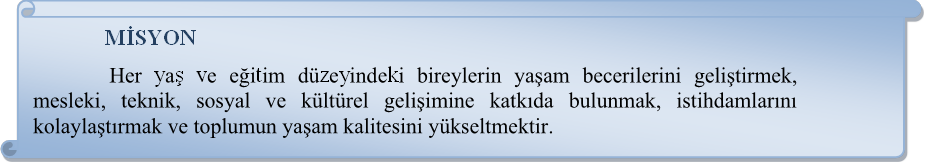 MİSYON
Her yaş ve eğitim düzeyindeki bireylerin yaşam becerilerini geliştirmek,
mesleki, teknik, sosyal ve kültürel gelişimine katkıda bulunmak, istihdamlarını
kolaylaştırmak ve toplumun yaşam kalitesini yükseltmektir.